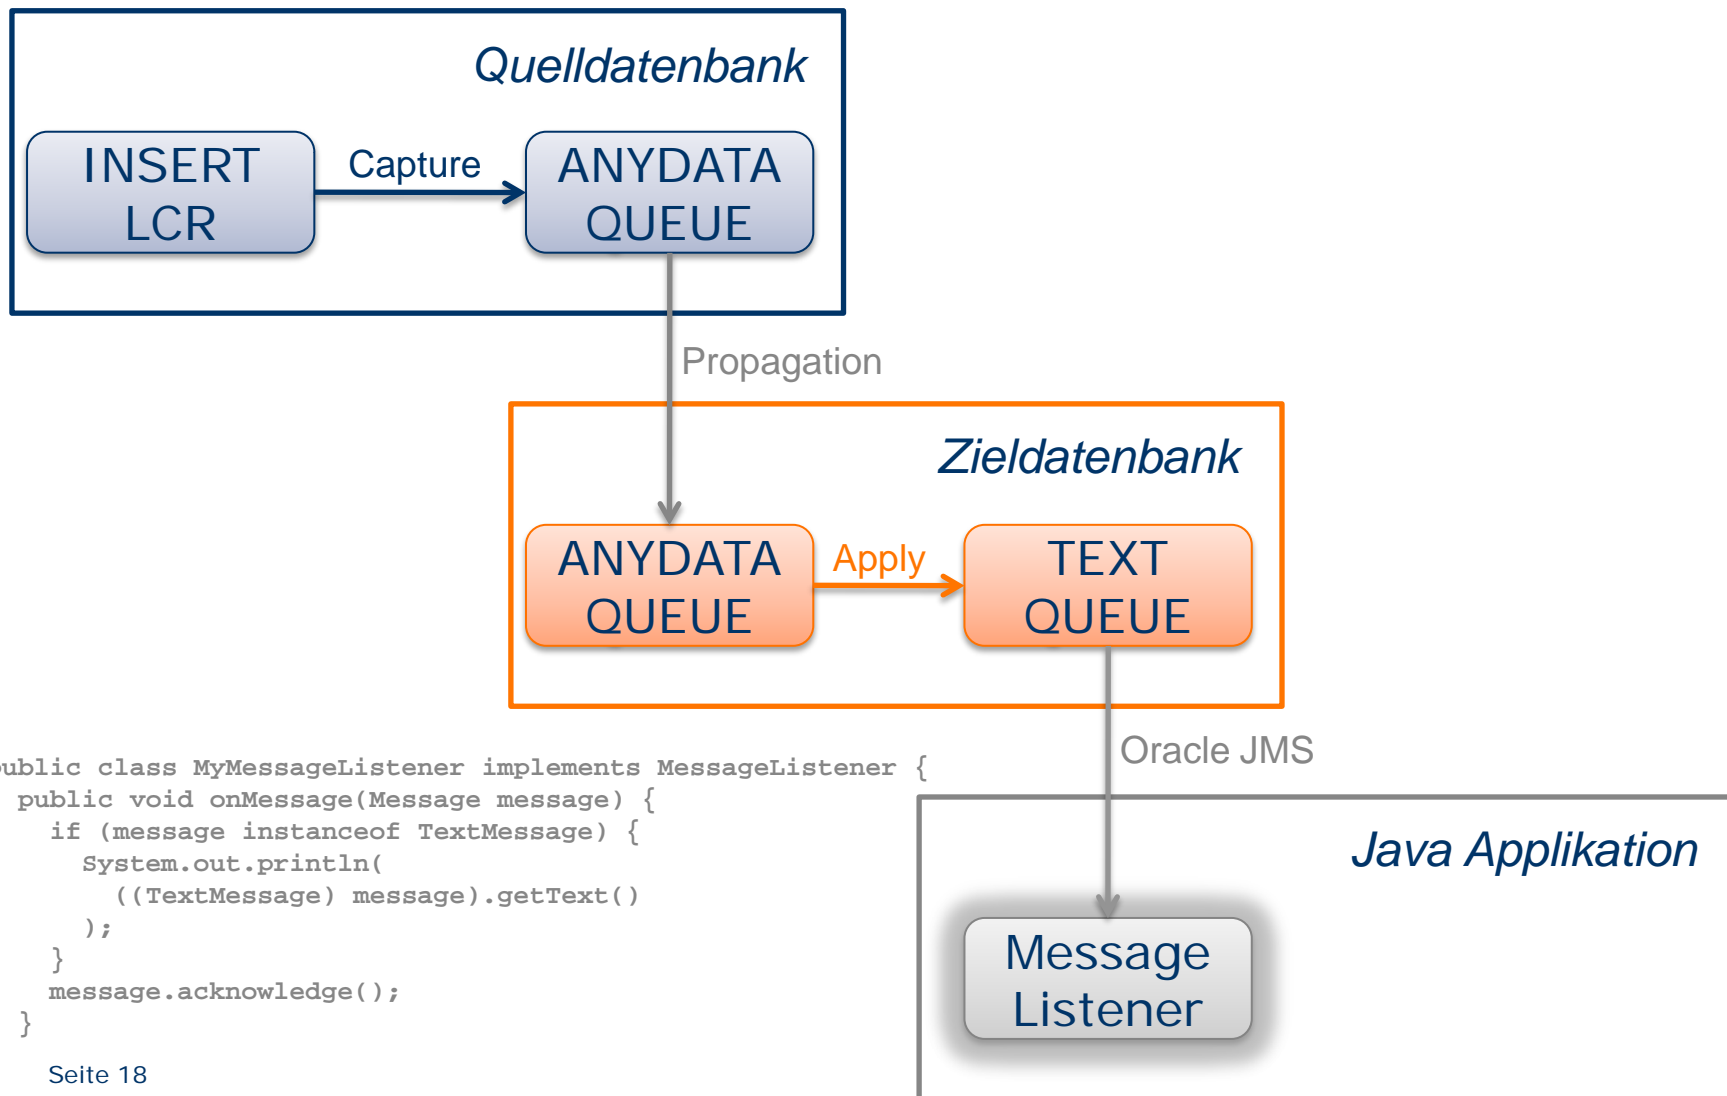 Quelldatenbank
INSERT
LCR
Capture
ANYDATA
QUEUE
Propagation
Zieldatenbank
ANYDATA
QUEUE
Apply
TEXT
QUEUE
Oracle JMS
public class MyMessageListener implements MessageListener {
public void onMessage(Message message) {
if (message instanceof TextMessage) {
System.out.println(
((TextMessage) message).getText()
);
}
message.acknowledge();
}
Java Applikation
Message
Listener
Seite 18